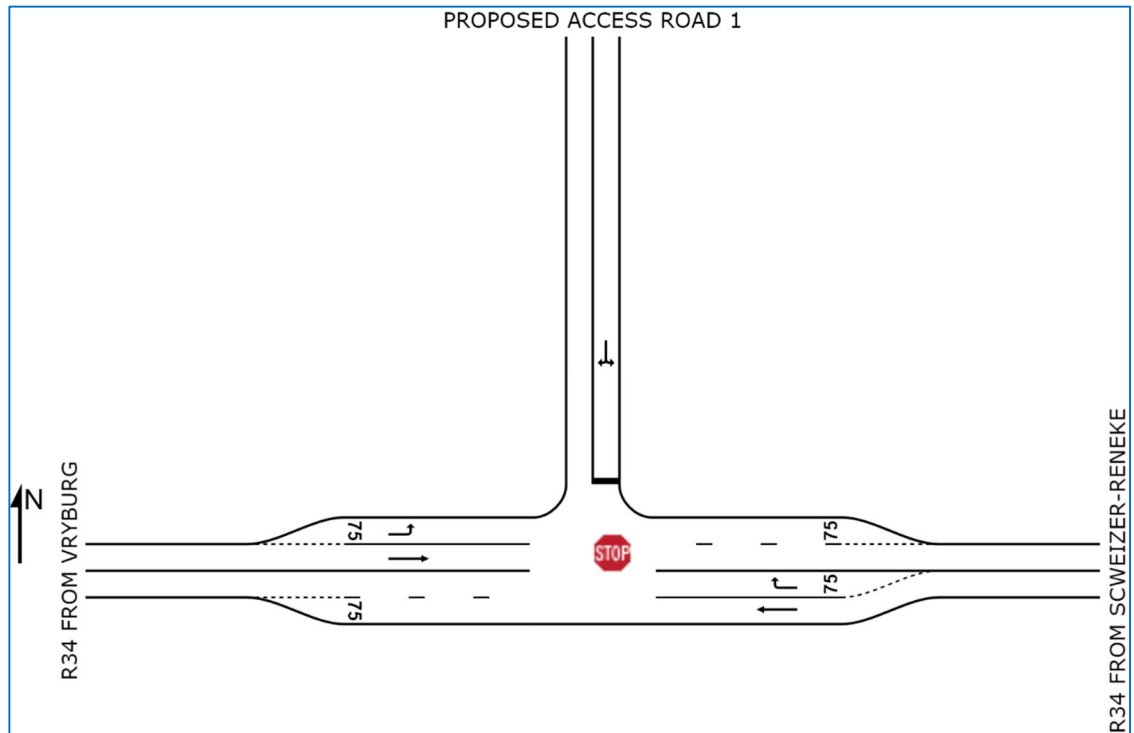 PROPOSED ACCESS ROAD 1
N
R34 FROM VRYBURG
75
75
STOP
75
75
R34 FROM SCWEIZER-RENEKE